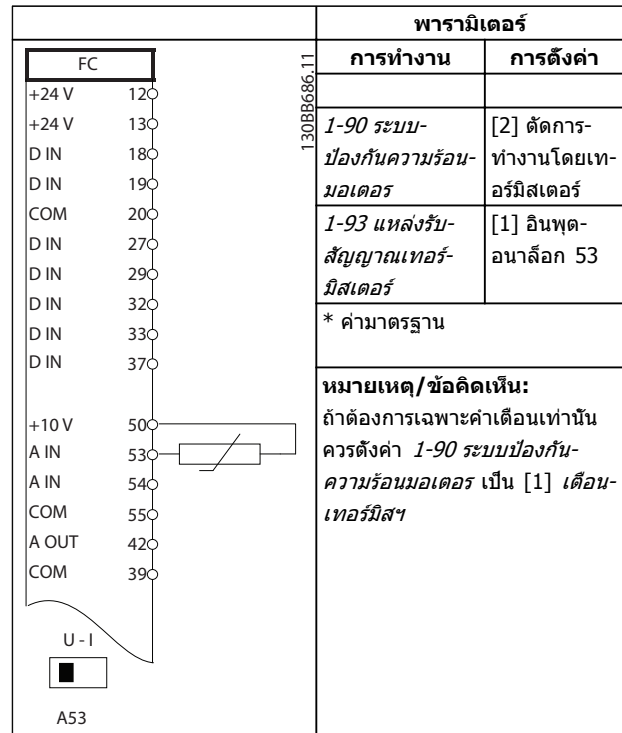 พารามิเตอร์
การทำงาน การตั้งค่า
1-90 ระบบ-
ป้องกันความร้อน-
มอเตอร์
[2] ตัดการ-
ทำงานโดยเท-
อร์มิสเตอร์
1-93 แหล่งรับ-
สัญญาณเทอร์-
มิสเตอร์
[1] อินพุต-
อนาล็อก 53
* ค่ามาตรฐาน
หมายเหตุ/ข้อคิดเห็น:
ถ้าต้องการเฉพาะคำเตือนเท่านั้น
ควรตั้งค่า 1-90 ระบบป้องกัน-
ความร้อนมอเตอร์ เป็น [1] เตือน-
เทอร์มิสฯ
FC
+24 V 12
+24 V 13
D IN 18
D IN 19
COM 20
D IN 27
D IN 29
D IN 32
D IN 33
D IN 37
+10 V 50
A IN 53
A IN 54
COM 55
A OUT 42
COM 39
U - I
A53
130BB686.11